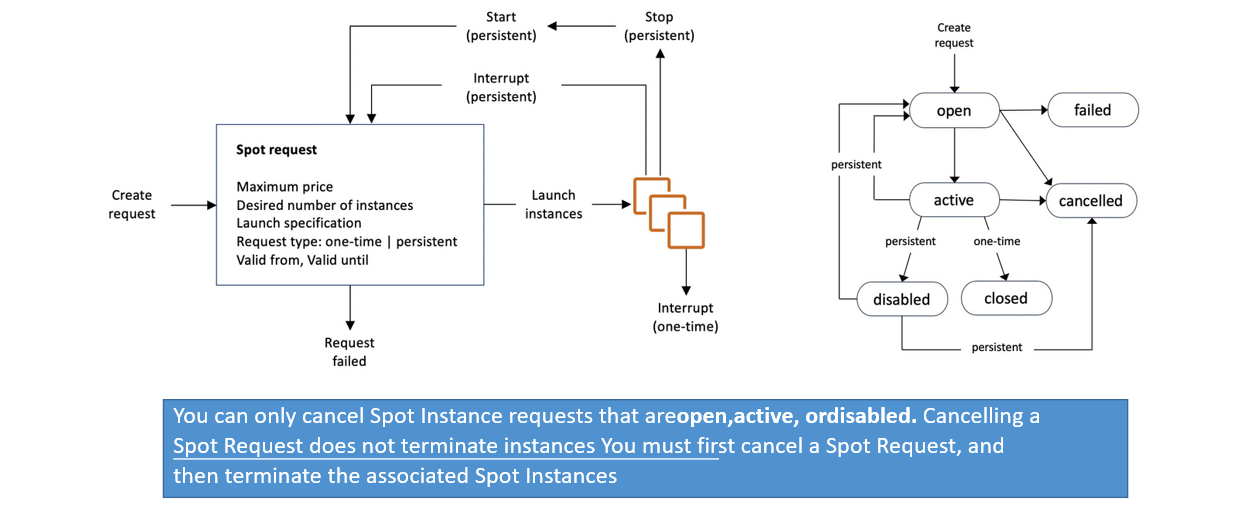 Start
(persistent)
Stop
(persistent)
Interrupt
(persistent)
Spot request
Maximum price
Desired number of instances
Launch specification
Request type: one-time | persistent
Valid from, Valid until
Create
request
Launch
instances
Interrupt
(one-time)
Request
failed
Create
request
open
failed
persistent
active
cancelled
persistent
one-time
disabled
closed
persistent
You can only cancel Spot Instance requests that areopen,active, ordisabled. Cancelling a
Spot Request does not terminate instances You must first cancel a Spot Request, and
then terminate the associated Spot Instances